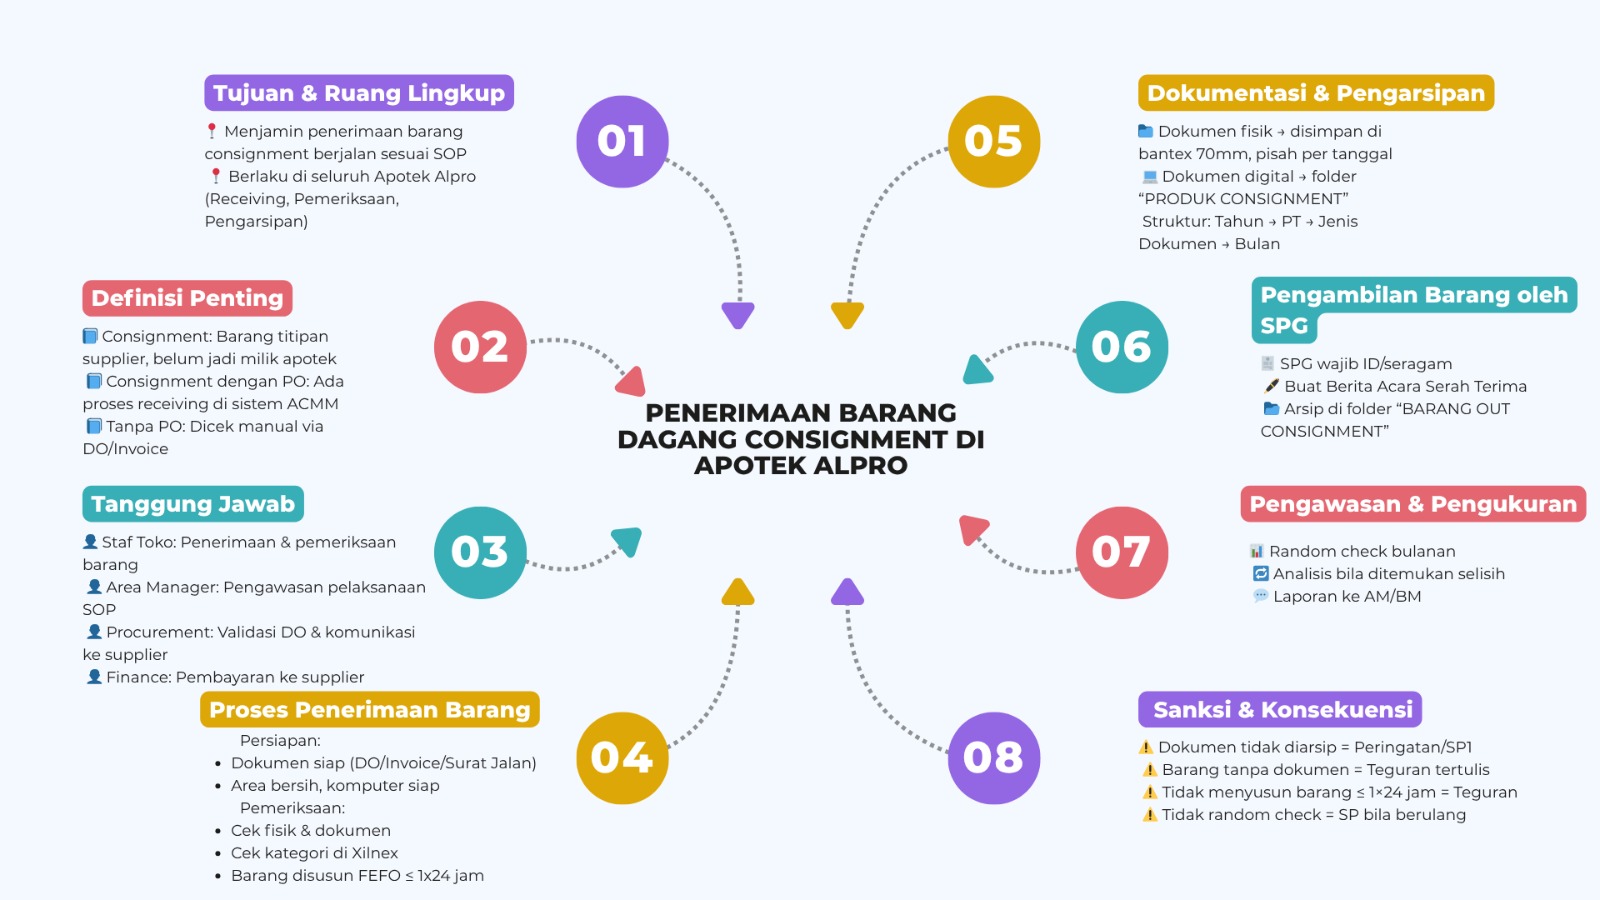 Tujuan & Ruang Lingkup
📍 Menjamin penerimaan barang
consignment berjalan sesuai SOP
📍 Berlaku di seluruh Apotek Alpro
(Receiving, Pemeriksaan,
Pengarsipan)
01
Definisi Penting
📘 Consignment: Barang titipan
supplier, belum jadi milik apotek
📘 Consignment dengan PO: Ada
proses receiving di sistem ACMM
📘 Tanpa PO: Dicek manual via
DO/Invoice
02
Tanggung Jawab
👤 Staf Toko: Penerimaan & pemeriksaan
barang
👤 Area Manager: Pengawasan pelaksanaan
SOP
👤 Procurement: Validasi DO & komunikasi
ke supplier
👤 Finance: Pembayaran ke supplier
03
Proses Penerimaan Barang
Persiapan:
• Dokumen siap (DO/Invoice/Surat Jalan)
• Area bersih, komputer siap
Pemeriksaan:
• Cek fisik & dokumen
• Cek kategori di Xilnex
• Barang disusun FEFO ≤ 1x24 jam
04
PENERIMAAN BARANG
DAGANG CONSIGNMENT DI
APOTEK ALPRO
05
Dokumentasi & Pengarsipan
📁 Dokumen fisik → disimpan di
bantex 70mm, pisah per tanggal
💻 Dokumen digital → folder
“PRODUK CONSIGNMENT”
Struktur: Tahun → PT → Jenis
Dokumen → Bulan
06
Pengambilan Barang oleh
SPG
🧾 SPG wajib ID/seragam
🖋 Buat Berita Acara Serah Terima
📁 Arsip di folder “BARANG OUT
CONSIGNMENT”
07
Pengawasan & Pengukuran
📊 Random check bulanan
🔁 Analisis bila ditemukan selisih
💬 Laporan ke AM/BM
08
Sanksi & Konsekuensi
⚠️ Dokumen tidak diarsip = Peringatan/SP1
⚠️ Barang tanpa dokumen = Teguran tertulis
⚠️ Tidak menyusun barang ≤ 1×24 jam = Teguran
⚠️ Tidak random check = SP bila berulang